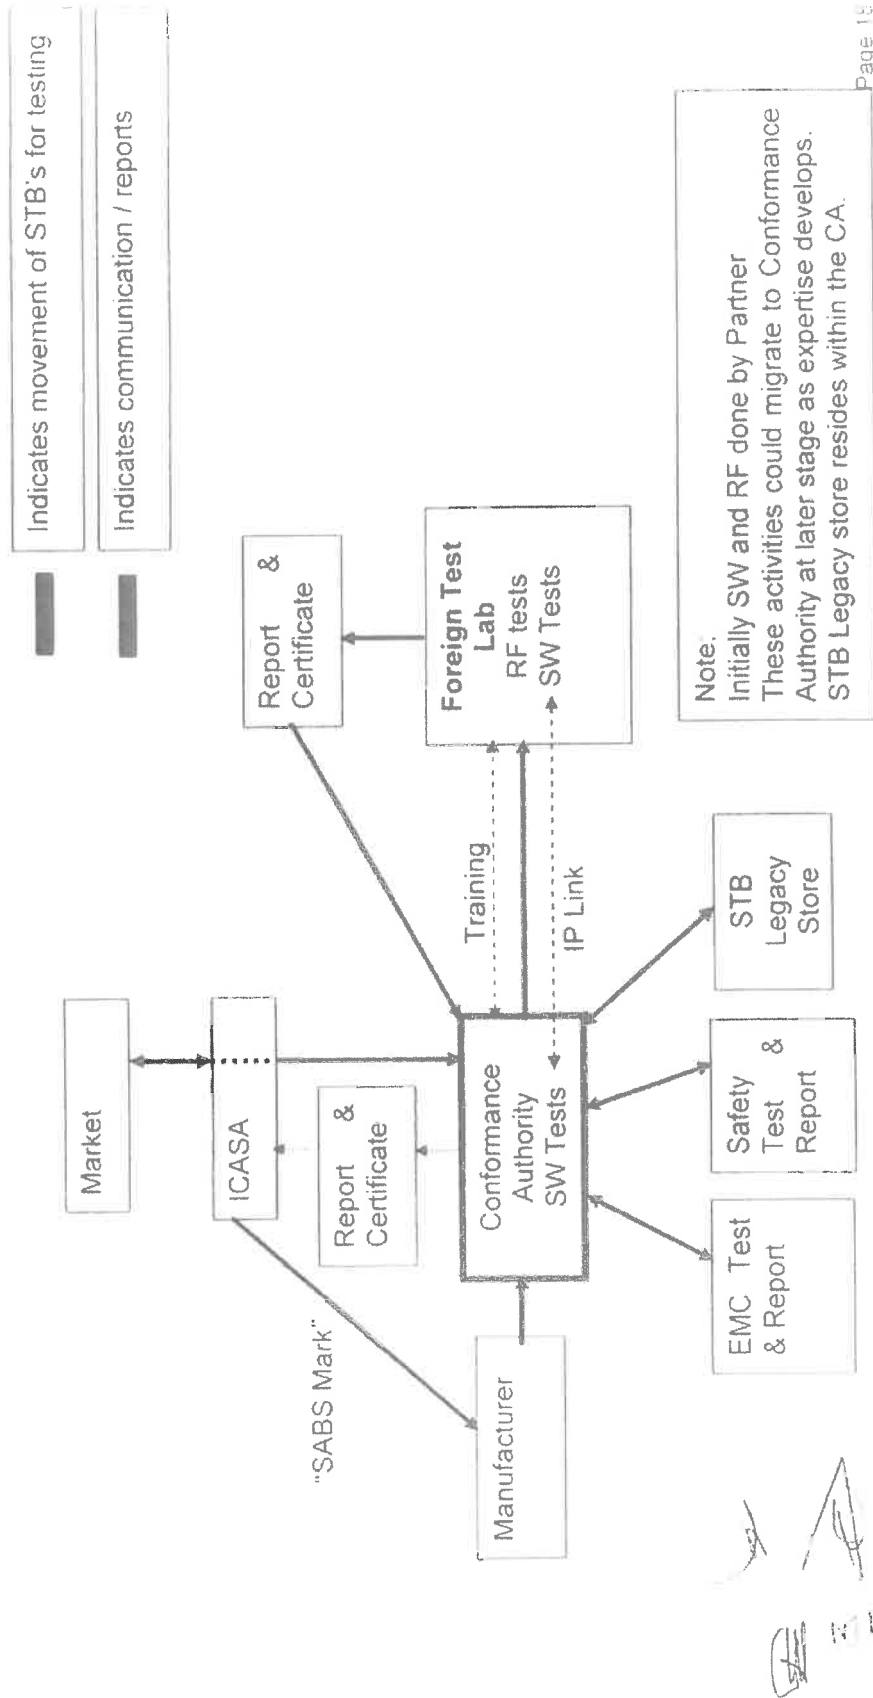 Indicates movement of STB's for testing
Indicates communication / reports
Market
ICASA
"SABS Mark"
Report &
Certificate
Report &
Certificate
Manufacturer
Conformance
Authority
SW Tests
Training
IP Link
Foreign Test
Lab
RF tests
SW Tests
EMC Test
& Report
Safety
Test &
Report
STB
Legacy
Store
Note.
Initially SW and RF done by Partner
These activities could migrate to Conformance
Authority at later stage as expertise develops.
STB Legacy store resides within the CA.
Page